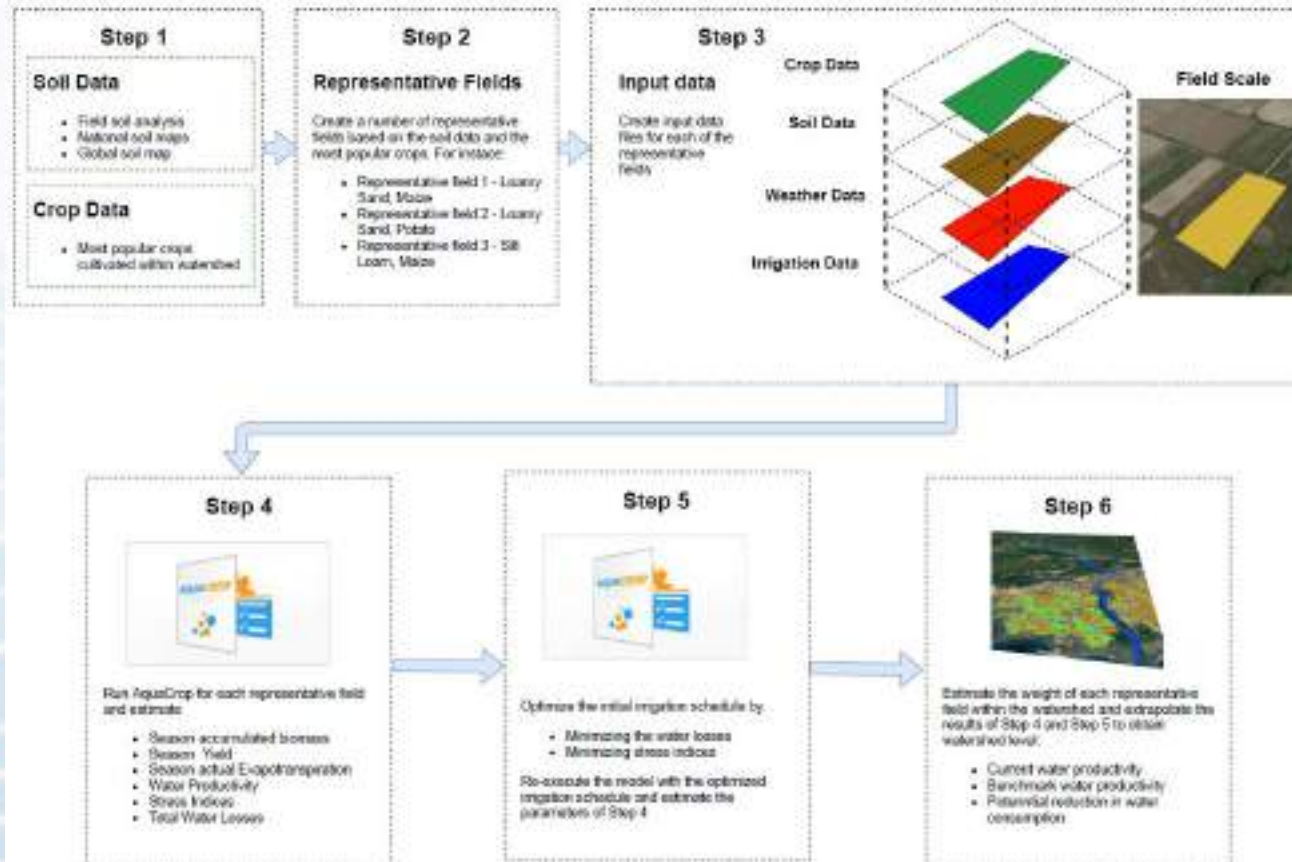 Step 1
Soil Data
• Field soil analysis
• National soil maps
• Global soil map
Crop Data
• Most popular crops
cultivated within watershed
Step 2
Representative Fields
Create a number of representative
fields based on the soil data and the
most popular crops. For instace:
• Representative field 1 - Loamy
Sand, Maize
• Representative field 2 - Loamy
Sand, Potato
• Representative field 3 - Silt
Loam, Maize
Step 3
Input data
Create input data
files for each of the
representative
fields
Crop Data
Soil Data
Weather Data
Irrigation Data
Field Scale
Step 4
AQUACROP
Run AquaCrop for each representative field
and estimate
• Season accumulated biomass
• Season Yield
• Season actual Evapotranspiration
• Water Productivity
• Stress Indices
• Total Water Losses
Step 5
AQUACROP
Optimize the initial irrigation schedule by
• Minimizing the water losses
• Minimizing stress indices
Re-execute the model with the optimized
irrigation schedule and estimate the
parameters of Step 4
Step 6
Estimate the weight of each representative
field within the watershed and extrapolate the
results of Step 4 and Step 5 to obtain
watershed level:
• Current water productivity
• Benchmark water productivity
• Potenntial reduction in water
consumption